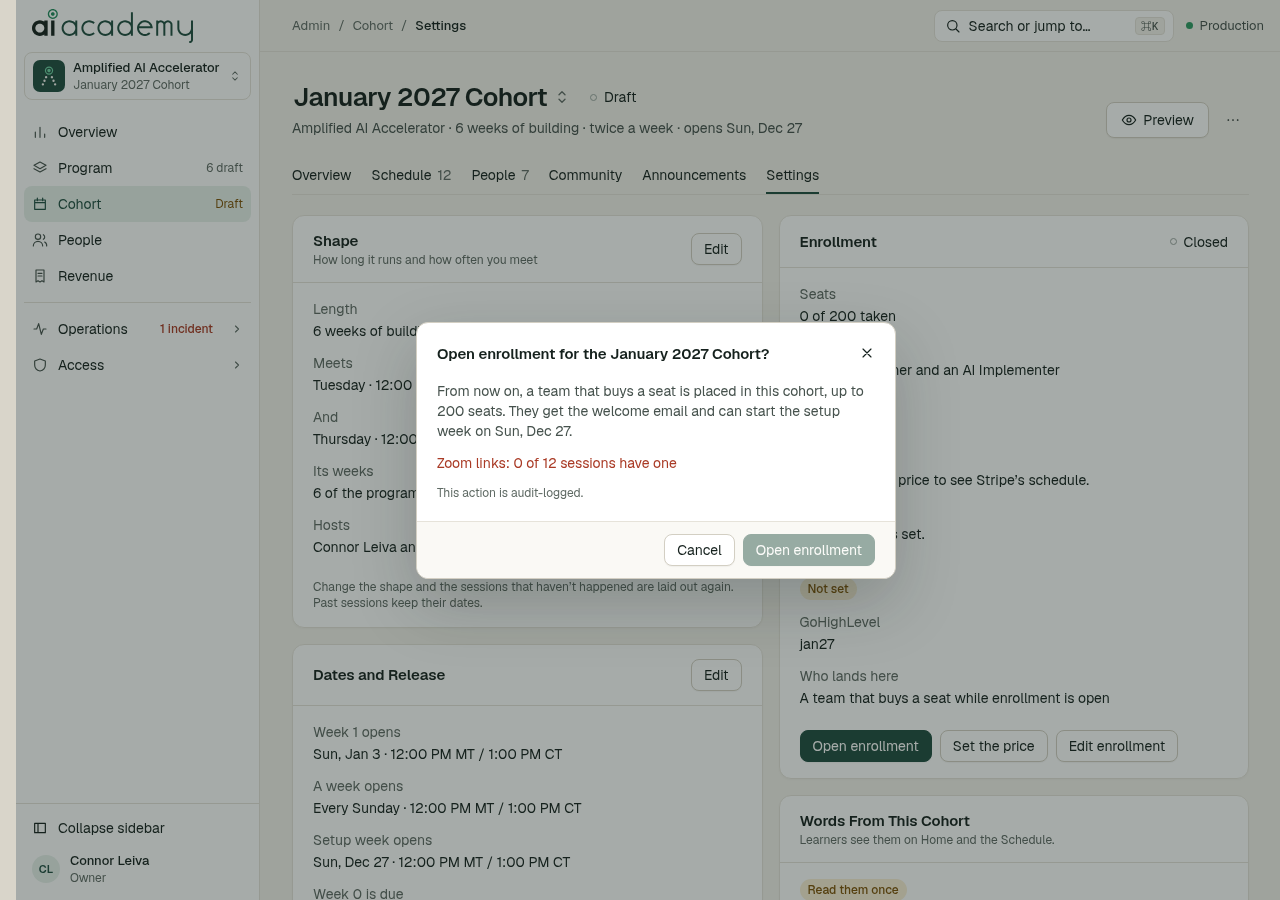 ai academy
Amplified AI Accelerator
January 2027 Cohort
Overview
Program 6 draft
Cohort Draft
People
Revenue
Operations 1 incident
Access
Collapse sidebar
CL
Connor Leiva
Owner
Admin / Cohort / Settings
Search or jump to… ⌘K
Production
January 2027 Cohort
Draft
Amplified AI Accelerator · 6 weeks of building · twice a week · opens Sun, Dec 27
Preview
Overview Schedule 12 People 7 Community Announcements Settings
Shape
How long it runs and how often you meet
Edit
Length
6 weeks of build
Meets
Tuesday · 12:00
And
Thursday · 12:00
Its weeks
6 of the program
Hosts
Connor Leiva an
Change the shape and the sessions that haven't happened are laid out again.
Past sessions keep their dates.
Dates and Release
Edit
Week 1 opens
Sun, Jan 3 · 12:00 PM MT / 1:00 PM CT
A week opens
Every Sunday · 12:00 PM MT / 1:00 PM CT
Setup week opens
Sun, Dec 27 · 12:00 PM MT / 1:00 PM CT
Week 0 is due
Enrollment
Closed
Seats
0 of 200 taken
ner and an AI Implementer
price to see Stripe's schedule.
s set.
Not set
GoHighLevel
jan27
Who lands here
A team that buys a seat while enrollment is open
Open enrollment
Set the price
Edit enrollment
Words From This Cohort
Learners see them on Home and the Schedule.
Read them once
Open enrollment for the January 2027 Cohort?
From now on, a team that buys a seat is placed in this cohort, up to
200 seats. They get the welcome email and can start the setup
week on Sun, Dec 27.
Zoom links: 0 of 12 sessions have one
This action is audit-logged.
Cancel
Open enrollment